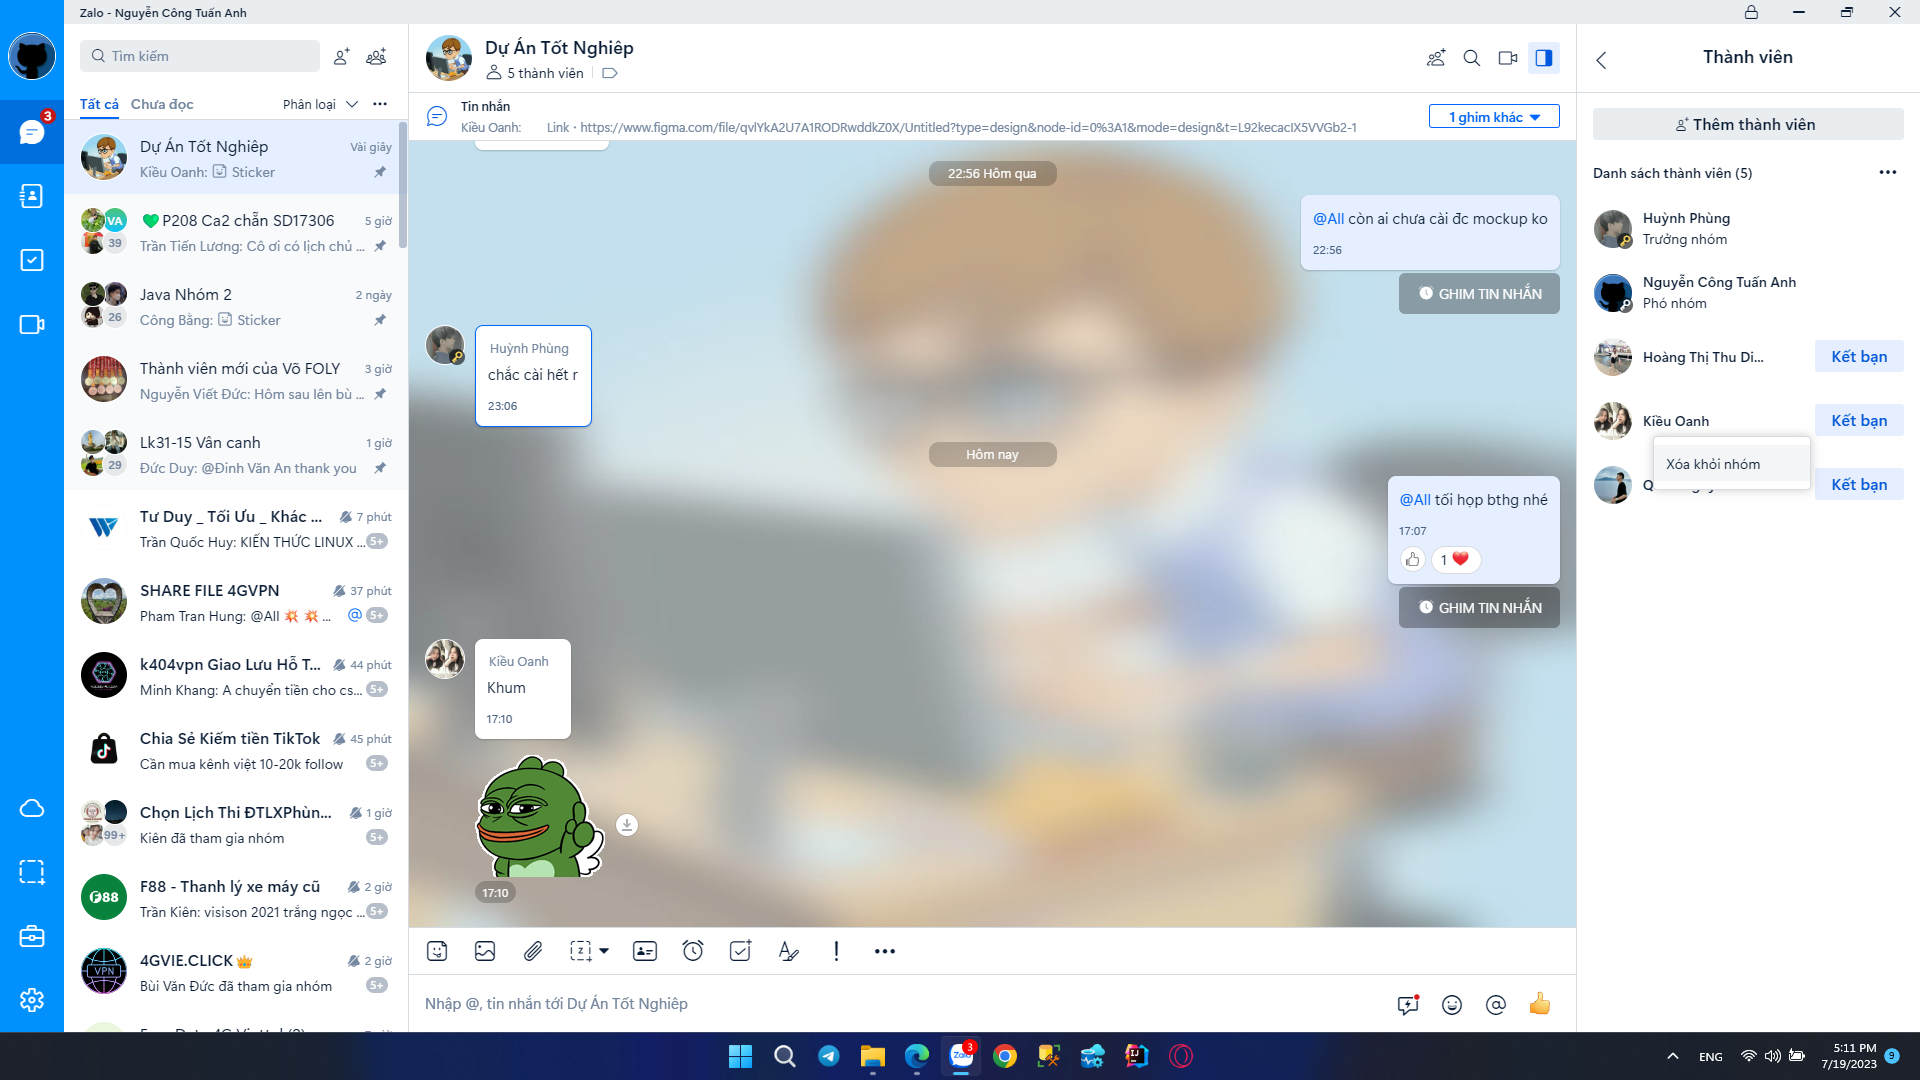 Zalo - Nguyễn Công Tuấn Anh
3
Tìm kiếm
Tất cả
Chưa đọc
Phân loại
Dự Án Tốt Nghiệp
Vài giây
Kiều Oanh: Sticker
VA
39
💚P208 Ca2 chẵn SD17306
5 giờ
Trần Tiến Lương: Cô ơi có lịch chủ ...
26
Java Nhóm 2
2 ngày
Công Bằng: Sticker
Thành viên mới của Võ FOLY
3 giờ
Nguyễn Viết Đức: Hôm sau lên bù ...
29
Lk31-15 Vân canh
1 giờ
Đức Duy: @Đinh Văn An thank you
Tư Duy _ Tối Ưu _ Khác ...
7 phút
Trần Quốc Huy: KIẾN THỨC LINUX ...
5+
SHARE FILE 4GVPN
37 phút
Pham Tran Hung: @All 💥 💥 ...
@ 5+
k404vpn Giao Lưu Hỗ T...
44 phút
Minh Khang: A chuyển tiền cho cs...
5+
Chia Sẻ Kiếm tiền TikTok
45 phút
Cần mua kênh việt 10-20k follow
5+
99+
Chọn Lịch Thi ĐTLXPhùn...
1 giờ
Kiên đã tham gia nhóm
5+
F88
F88 - Thanh lý xe máy cũ
2 giờ
Trần Kiên: visison 2021 trắng ngọc ...
5+
VPN
4GVIE.CLICK👑
2 giờ
Bùi Văn Đức đã tham gia nhóm
5+
Dự Án Tốt Nghiệp
5 thành viên
Tin nhắn
Kiều Oanh: Link • https://www.figma.com/file/qvlYkA2U7A1RODRwddkZ0X/Untitled?type=design&node-id=0%3A1&mode=design&t=L92kecacIX5VVGb2-1
1 ghim khác
22:56 Hôm qua
@All còn ai chưa cài đc mockup ko
22:56
GHIM TIN NHẮN
Huỳnh Phùng
chắc cài hết r
23:06
Hôm nay
@All tối họp bthg nhé
17:07
1 ❤️
GHIM TIN NHẮN
Kiều Oanh
Khum
17:10
17:10
Nhập @, tin nhắn tới Dự Án Tốt Nghiệp
Thành viên
Thêm thành viên
Danh sách thành viên (5)
Huỳnh Phùng
Trưởng nhóm
Nguyễn Công Tuấn Anh
Phó nhóm
Hoàng Thị Thu Di...
Kết bạn
Kiều Oanh
Kết bạn
Xóa khỏi nhóm
Kết bạn
Zalo
3
IJ
ENG
5:11 PM
7/19/2023
9